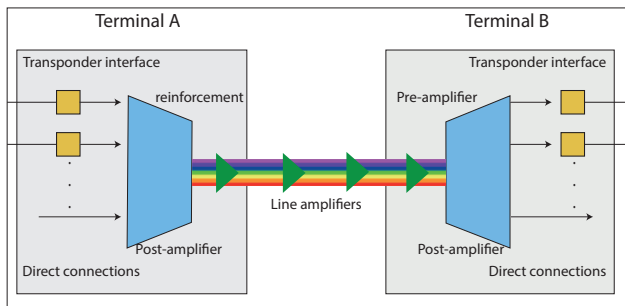 Terminal A
Terminal B
Transponder interface
Transponder interface
reinforcement
Pre-amplifier
Line amplifiers
Post-amplifier
Post-amplifier
Direct connections
Direct connections